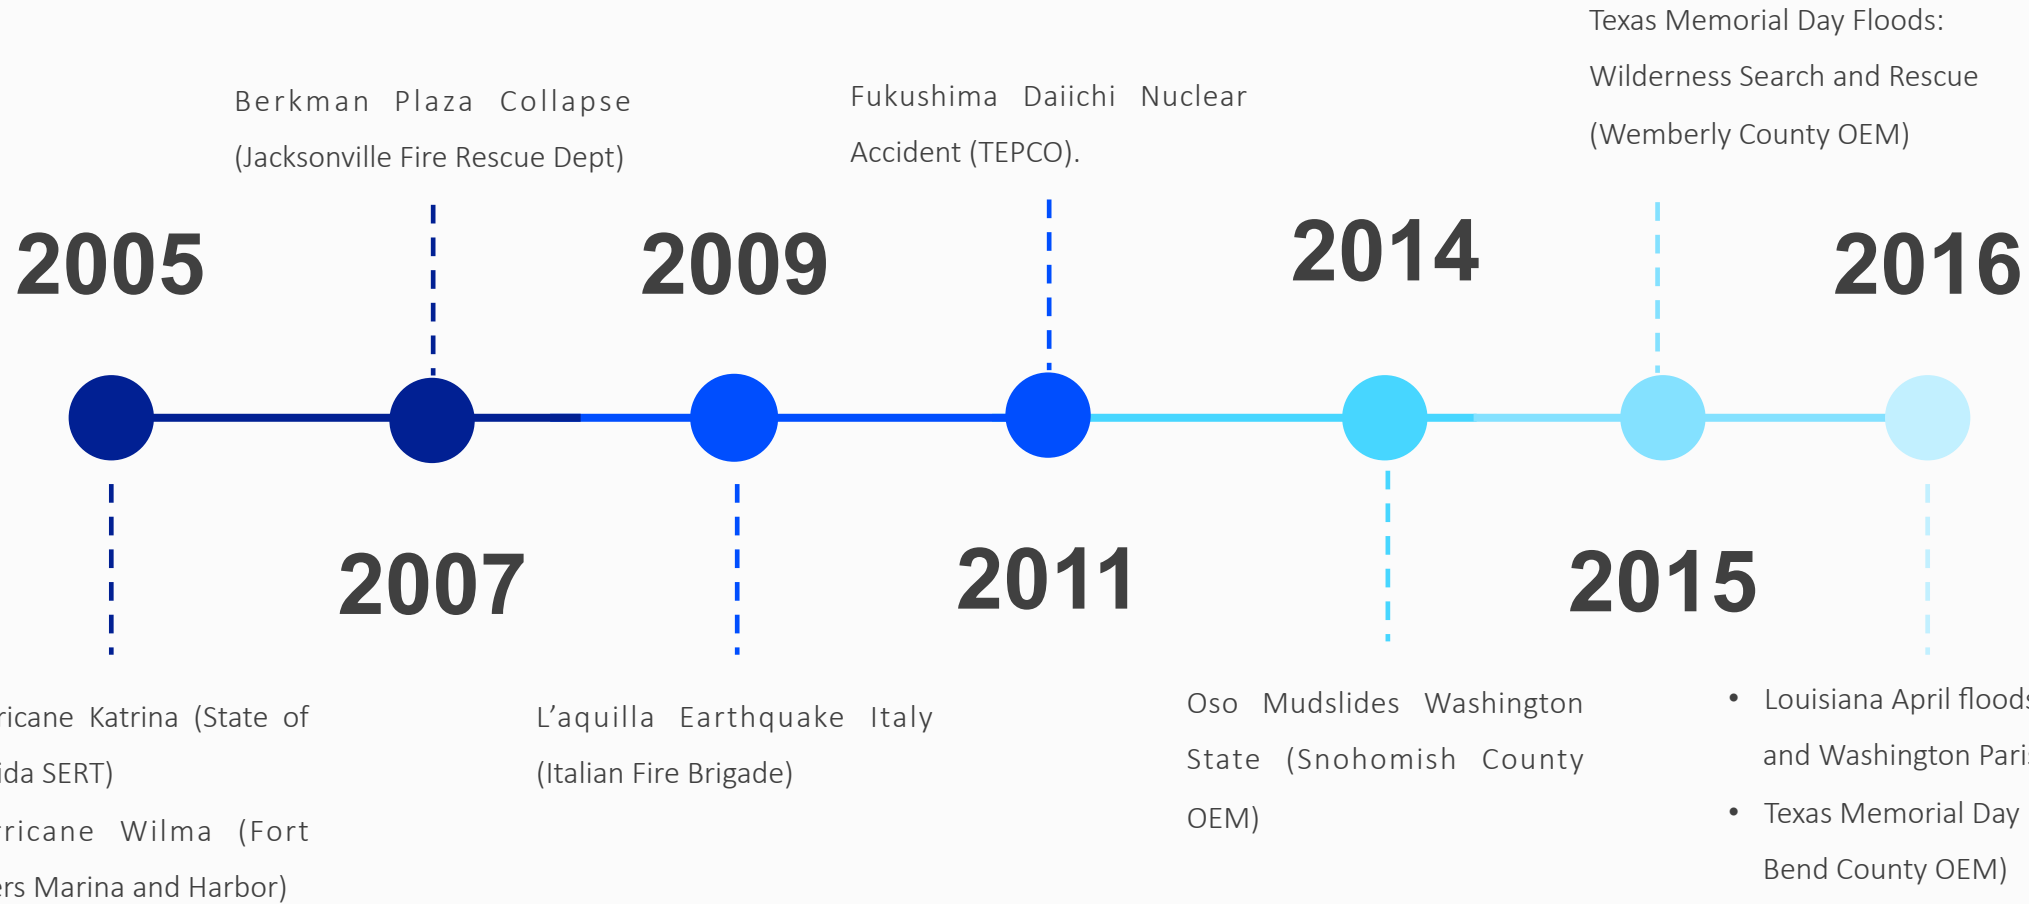 Texas Memorial Day Floods:
Wilderness Search and Rescue
(Wemberly County OEM)
Berkman Plaza Collapse
(Jacksonville Fire Rescue Dept)
Fukushima Daiichi Nuclear
Accident (TEPCO).
2005
2009
2014
2016
2007
2011
2015
ricane Katrina (State of
ida SERT)
rricane Wilma (Fort
ers Marina and Harbor)
L’aquilla Earthquake Italy
(Italian Fire Brigade)
Oso Mudslides Washington
State (Snohomish County
OEM)
• Louisiana April floods
and Washington Paris
• Texas Memorial Day
Bend County OEM)